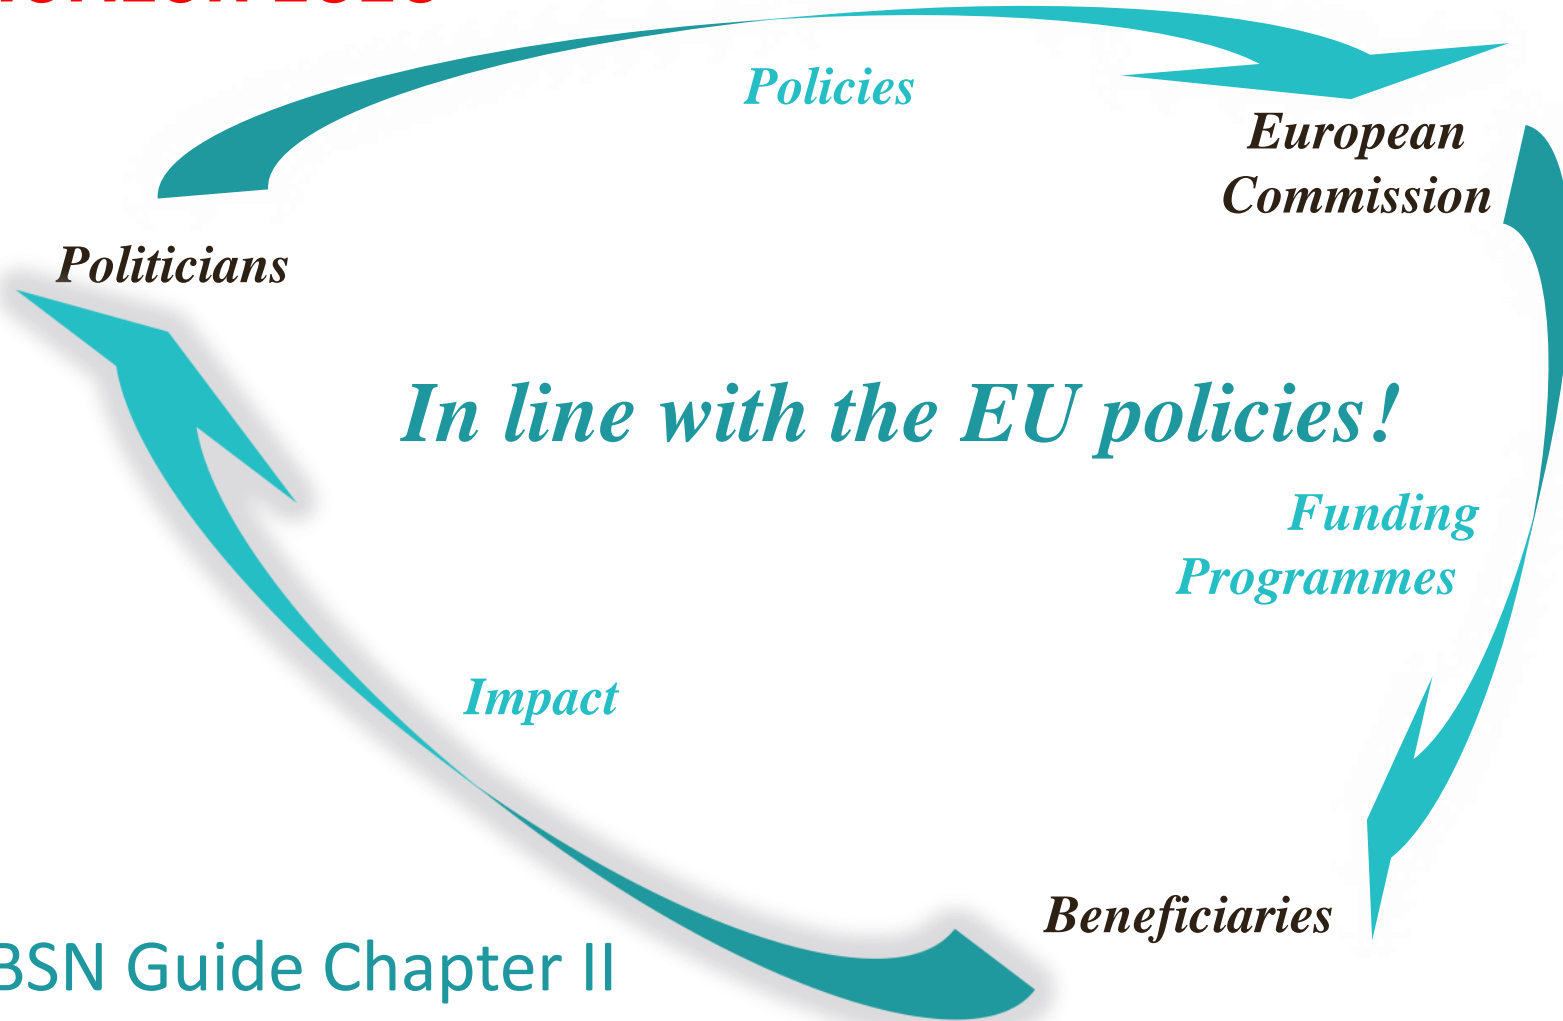 Policies
European
Commission
Politicians
In line with the EU policies!
Funding
Programmes
Impact
Beneficiaries
BSN Guide Chapter II